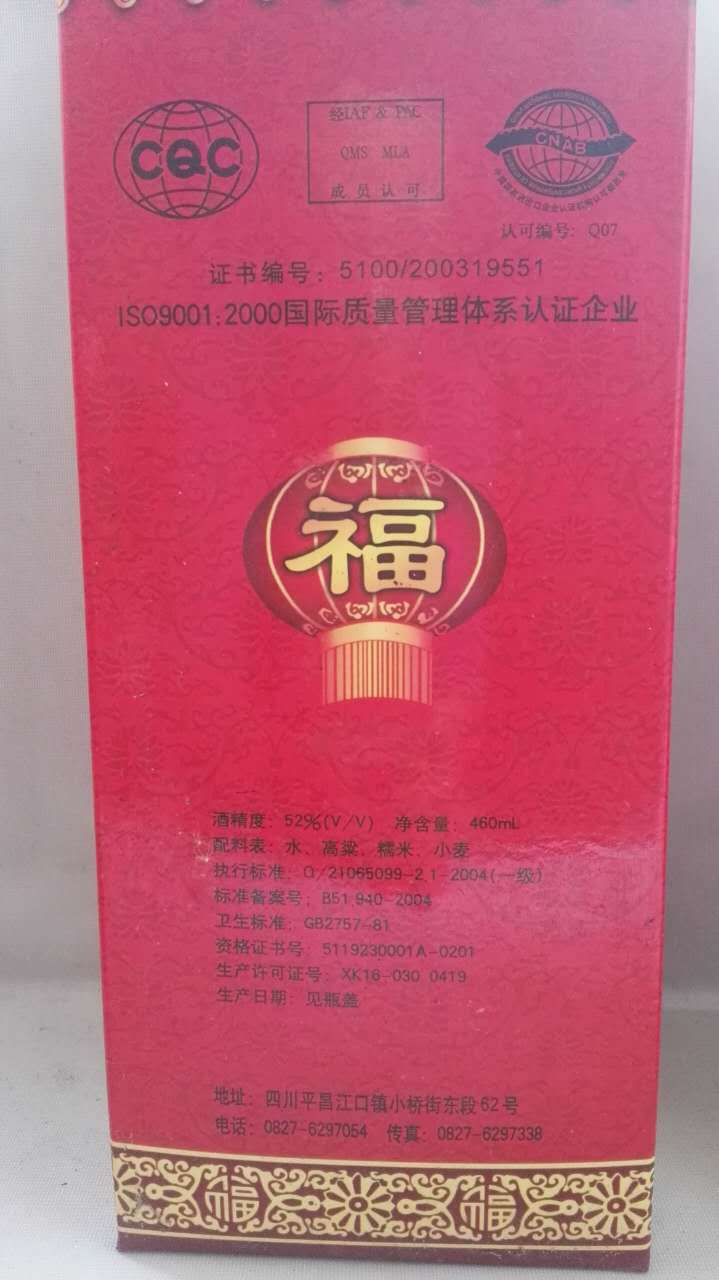 CQC
经IAF & PAC
QMS MLA
成员认可
CNAB
认可编号：Q07
证书编号：5100/200319551
ISO9001:2000国际质量管理体系认证企业
福
酒精度：52%(V/V) 净含量：460mL
配料表：水、高粱、糯米、小麦
执行标准：Q/21065099-2.1-2004(一级)
标准备案号：B51.940-2004
卫生标准：GB2757-81
资格证书号：5119230001A-0201
生产许可证号：XK16-030 0419
生产日期：见瓶盖
地址：四川平昌江口镇小桥街东段62号
电话：0827-6297054 传真：0827-6297338
福 福